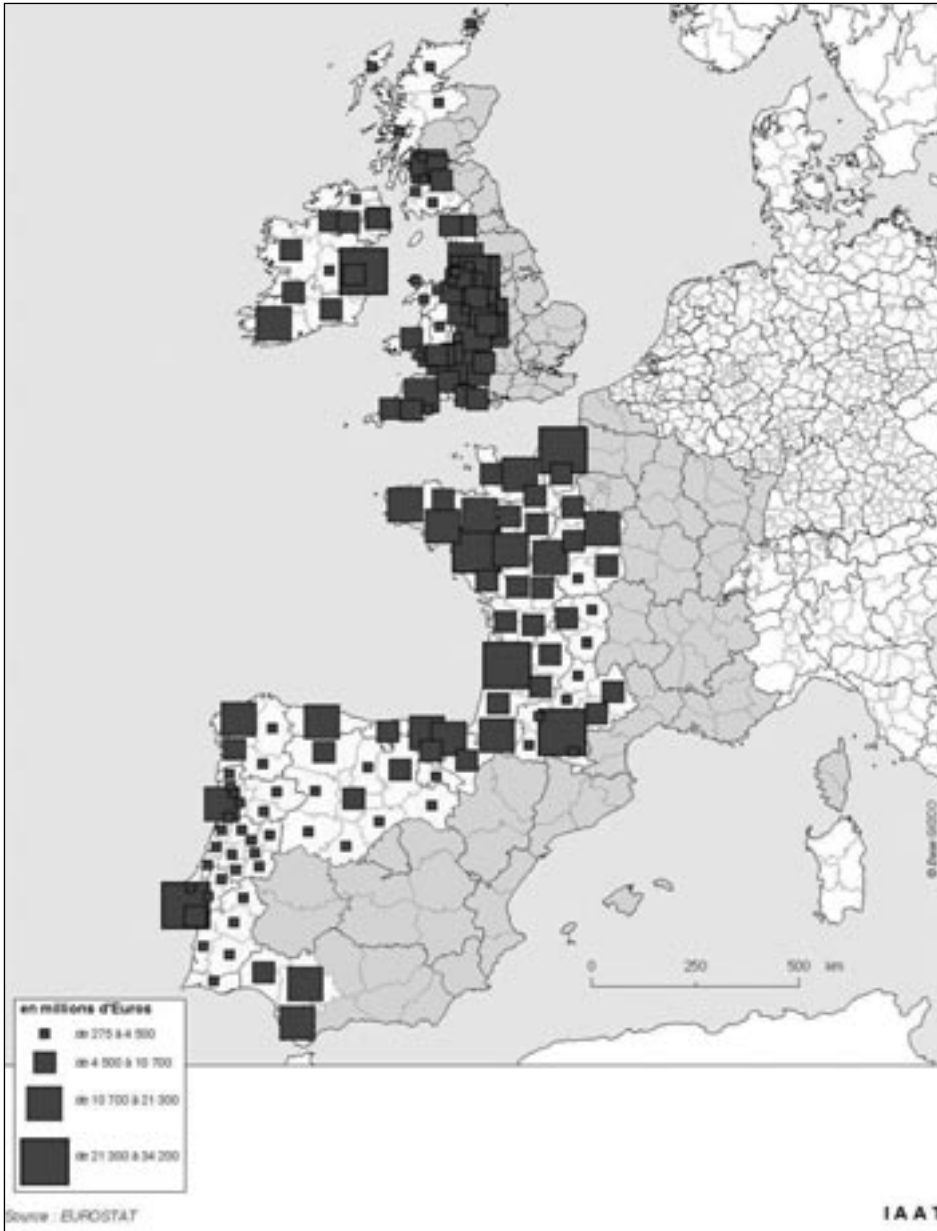 0 250 500 km
en millions d'Euros
de 275 à 4 500
de 4 500 à 10 700
de 10 700 à 21 300
de 21 300 à 34 200
Source : EUROSTAT
IAAT